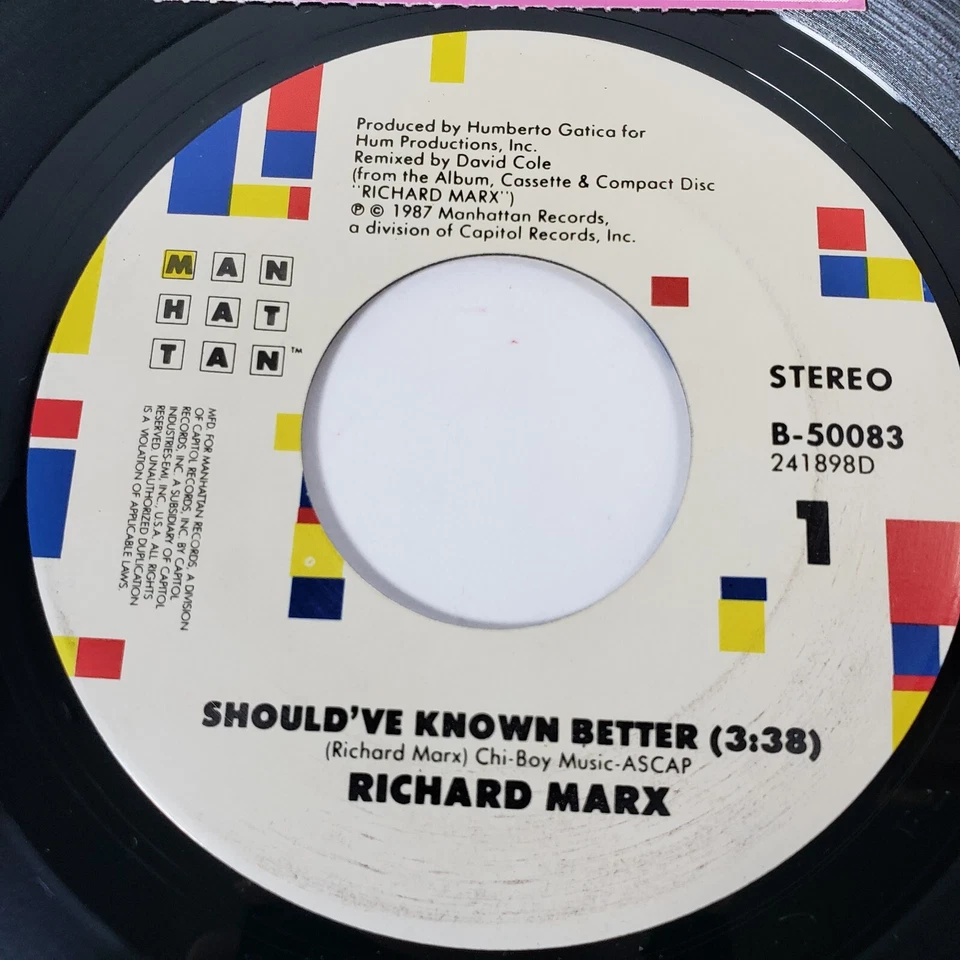 Produced by Humberto Gatica for
Hum Productions, Inc.
Remixed by David Cole
(from the Album, Cassette & Compact Disc
"RICHARD MARX")
℗ © 1987 Manhattan Records,
a division of Capitol Records, Inc.
MAN
HAT
TAN™
STEREO
B-50083
241898D
1
MFD. FOR MANHATTAN RECORDS, A DIVISION
OF CAPITOL RECORDS, INC. BY CAPITOL
RECORDS, INC. A SUBSIDIARY OF CAPITOL
INDUSTRIES-EMI, INC., U.S.A. ALL RIGHTS
RESERVED. UNAUTHORIZED DUPLICATION
IS A VIOLATION OF APPLICABLE LAWS.
SHOULD'VE KNOWN BETTER (3:38)
(Richard Marx) Chi-Boy Music-ASCAP
RICHARD MARX